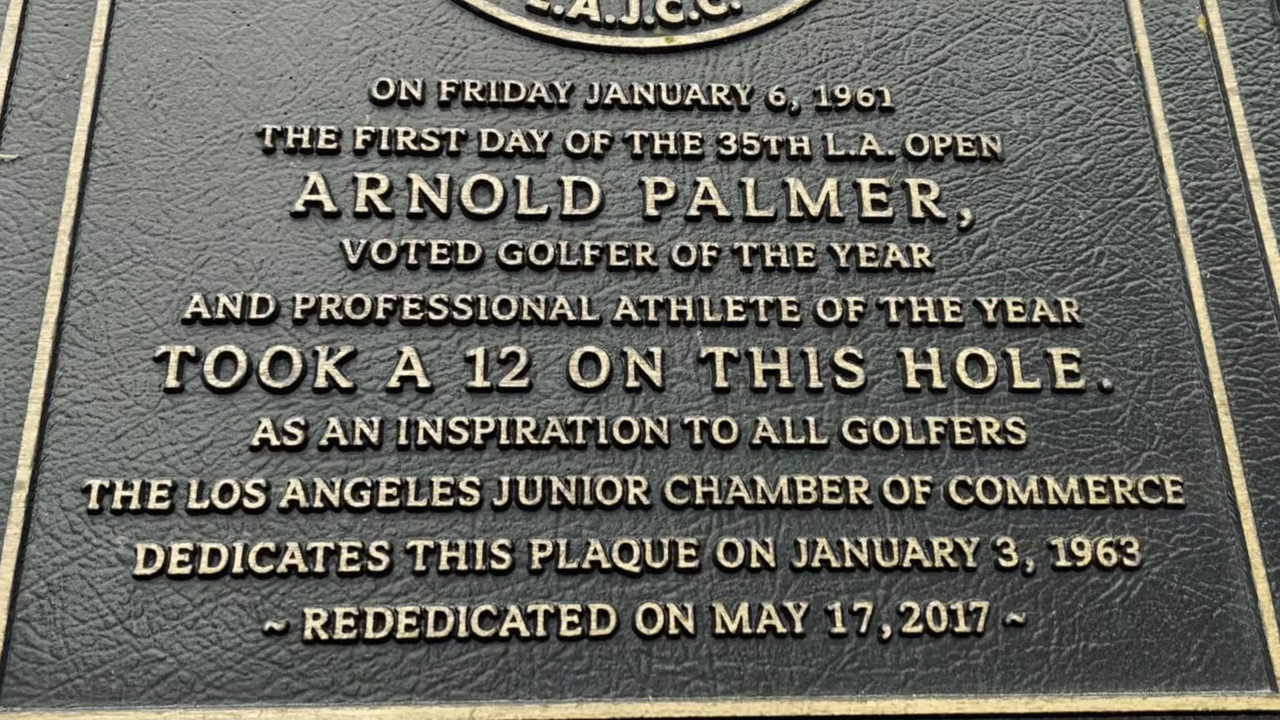 L.A.J.C.C.
ON FRIDAY JANUARY 6, 1961
THE FIRST DAY OF THE 35TH L.A. OPEN
ARNOLD PALMER,
VOTED GOLFER OF THE YEAR
AND PROFESSIONAL ATHLETE OF THE YEAR
TOOK A 12 ON THIS HOLE.
AS AN INSPIRATION TO ALL GOLFERS
THE LOS ANGELES JUNIOR CHAMBER OF COMMERCE
DEDICATES THIS PLAQUE ON JANUARY 3, 1963
~ REDEDICATED ON MAY 17, 2017 ~